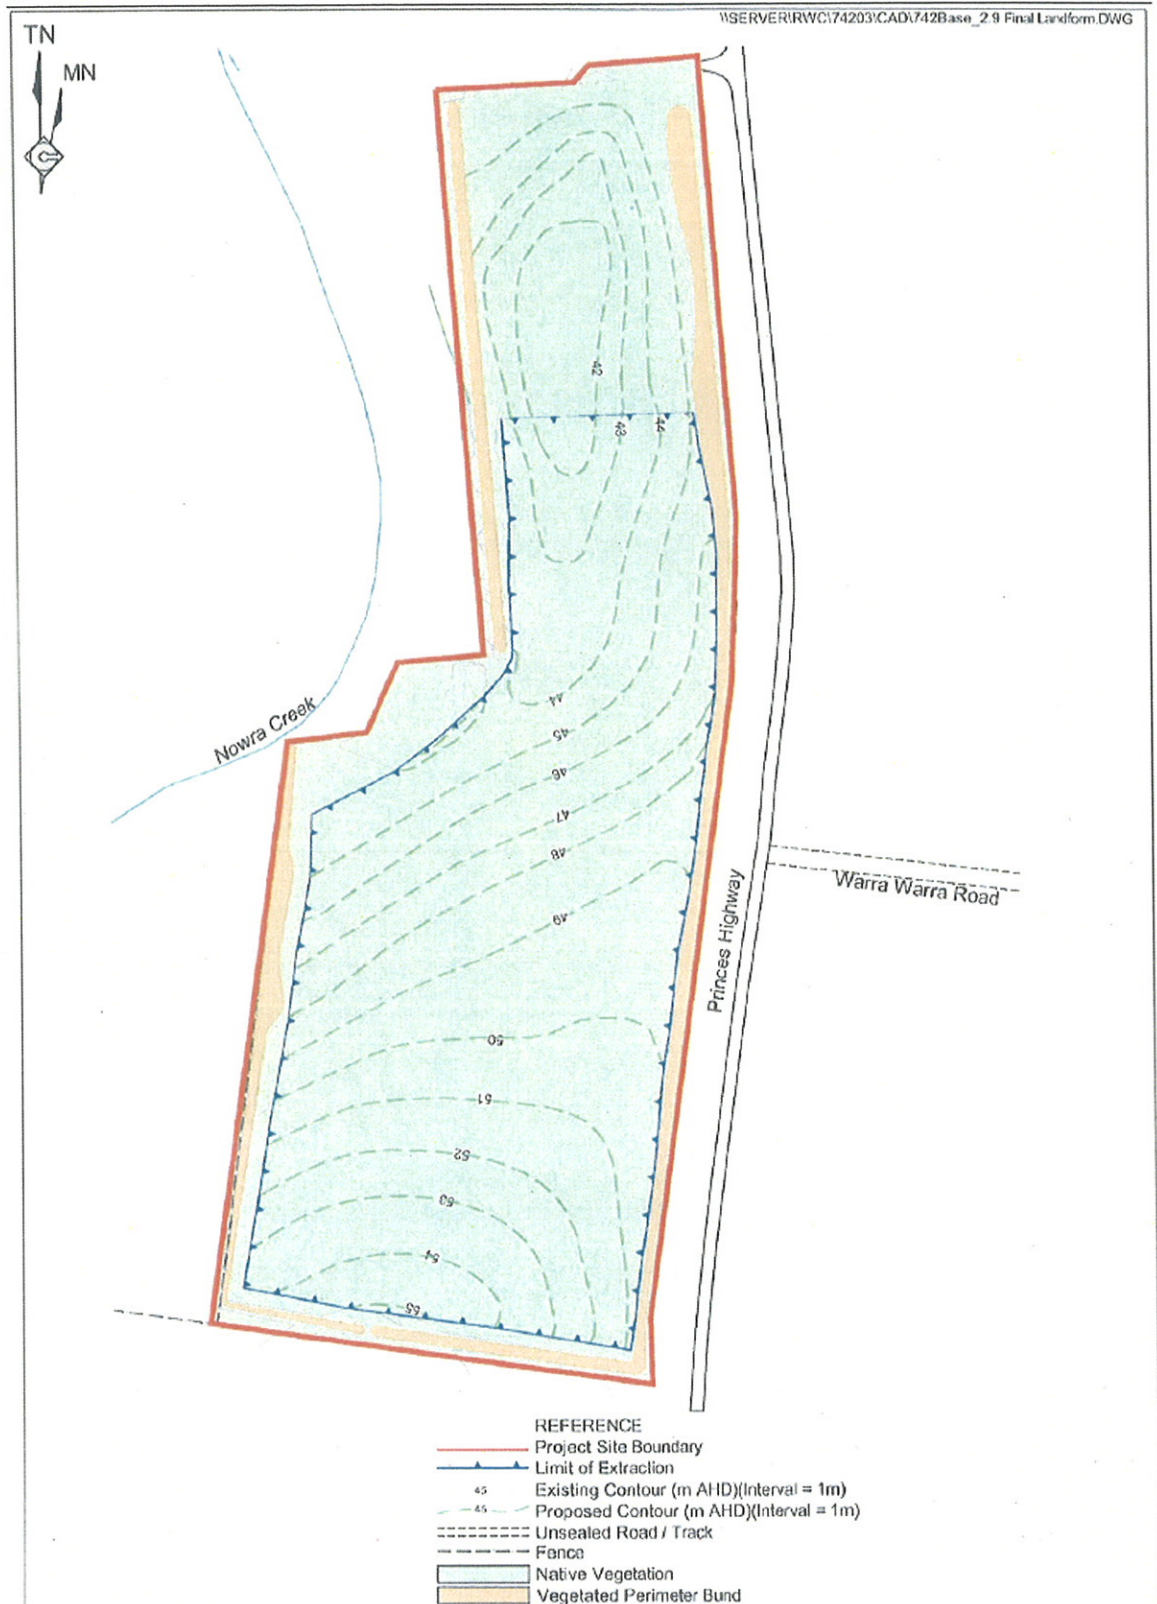 \\SERVER\RWC\74203\CAD\742Base_2.9 Final Landform.DWG
TN
MN
42
43
44
44
45
46
47
48
49
50
51
52
53
54
55
Nowra Creek
Princes Highway
Warra Warra Road
REFERENCE
Project Site Boundary
Limit of Extraction
45 Existing Contour (m AHD)(Interval = 1m)
45 Proposed Contour (m AHD)(Interval = 1m)
Unsealed Road / Track
Fence
Native Vegetation
Vegetated Perimeter Bund